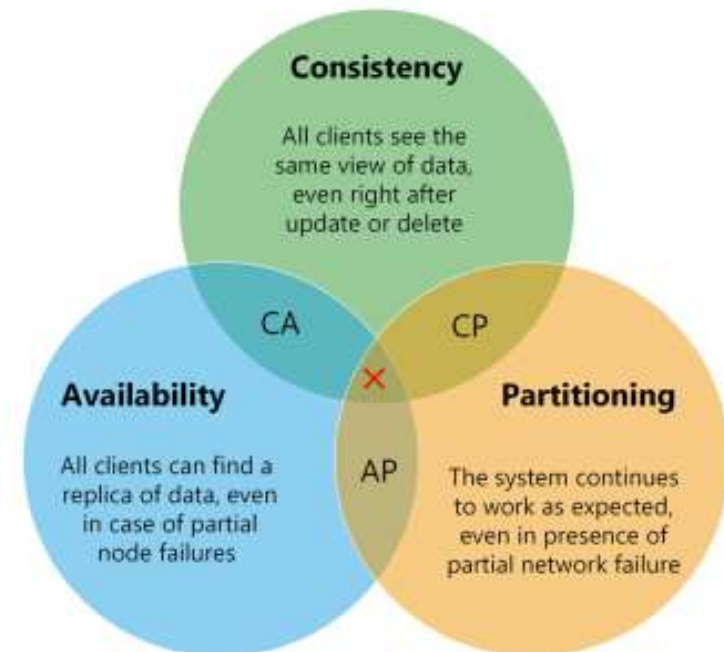 Consistency
All clients see the
same view of data,
even right after
update or delete
CA
CP
Availability
All clients can find a
replica of data, even
in case of partial
node failures
AP
Partitioning
The system continues
to work as expected,
even in presence of
partial network failure